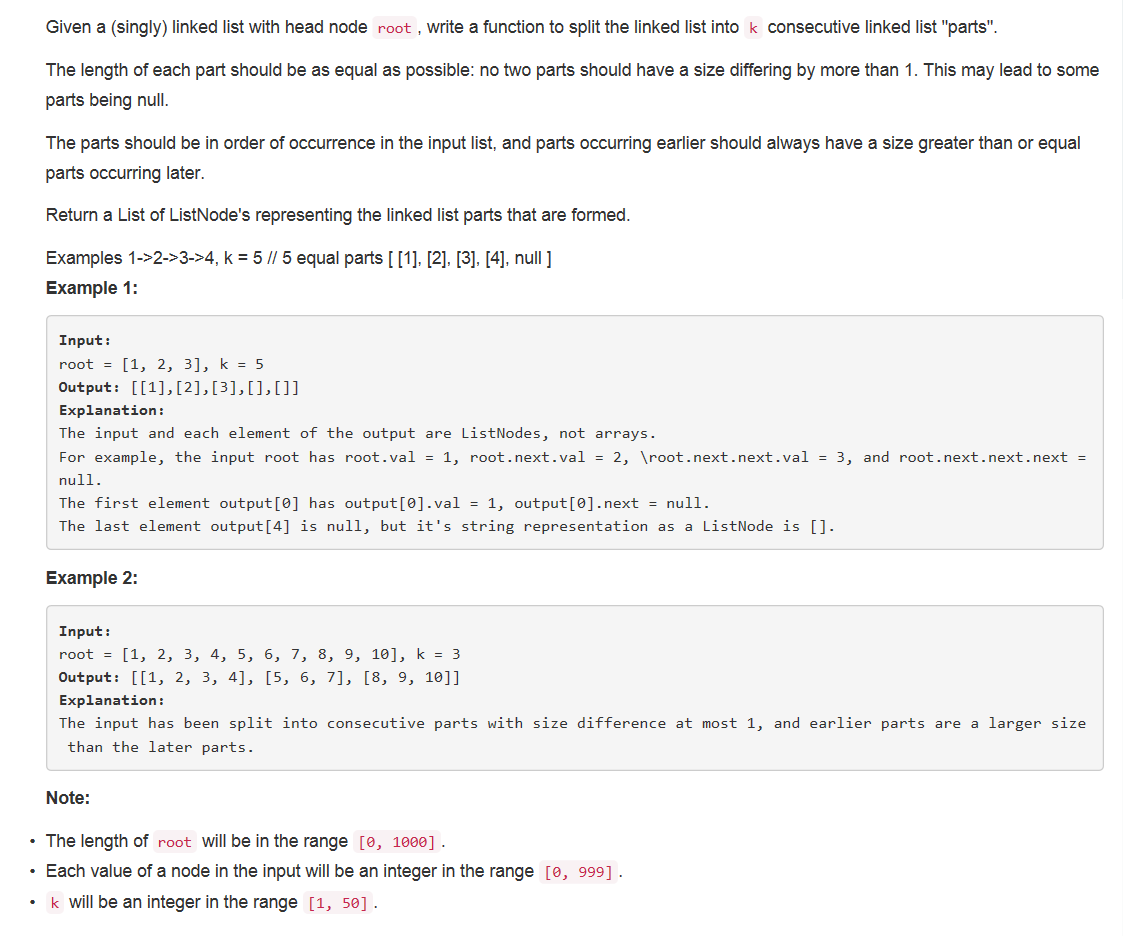 Given a (singly) linked list with head node root , write a function to split the linked list into k consecutive linked list "parts".
The length of each part should be as equal as possible: no two parts should have a size differing by more than 1. This may lead to some
parts being null.
The parts should be in order of occurrence in the input list, and parts occurring earlier should always have a size greater than or equal
parts occurring later.
Return a List of ListNode's representing the linked list parts that are formed.
Examples 1->2->3->4, k = 5 // 5 equal parts [ [1], [2], [3], [4], null ]
Example 1:
Input:
root = [1, 2, 3], k = 5
Output: [[1],[2],[3],[],[]]
Explanation:
The input and each element of the output are ListNodes, not arrays.
For example, the input root has root.val = 1, root.next.val = 2, \root.next.next.val = 3, and root.next.next.next =
null.
The first element output[0] has output[0].val = 1, output[0].next = null.
The last element output[4] is null, but it's string representation as a ListNode is [].
Example 2:
Input:
root = [1, 2, 3, 4, 5, 6, 7, 8, 9, 10], k = 3
Output: [[1, 2, 3, 4], [5, 6, 7], [8, 9, 10]]
Explanation:
The input has been split into consecutive parts with size difference at most 1, and earlier parts are a larger size
than the later parts.
Note:
• The length of root will be in the range [0, 1000] .
• Each value of a node in the input will be an integer in the range [0, 999] .
• k will be an integer in the range [1, 50] .